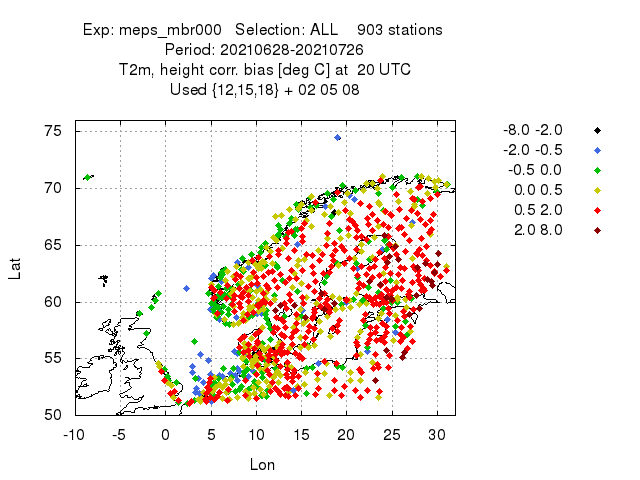 Exp: meps_mbr000 Selection: ALL 903 stations
Period: 20210628-20210726
T2m, height corr. bias [deg C] at 20 UTC
Used {12,15,18} + 02 05 08
-8.0 -2.0
-2.0 -0.5
-0.5 0.0
0.0 0.5
0.5 2.0
2.0 8.0
75
70
65
60
55
50
Lat
-10 -5 0 5 10 15 20 25 30
Lon